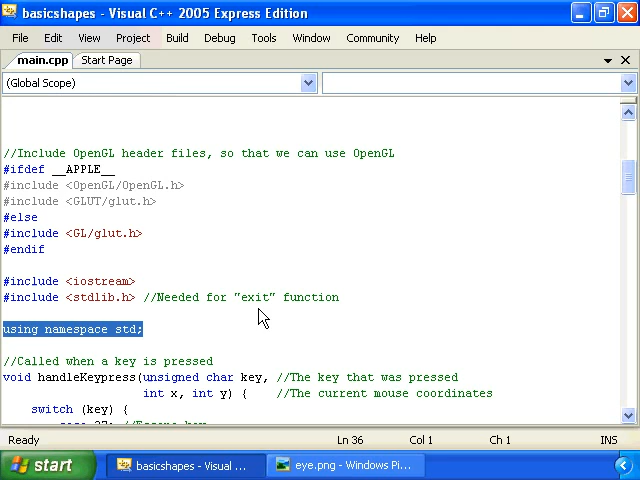 basicshapes - Visual C++ 2005 Express Edition
File Edit View Project Build Debug Tools Window Community Help
main.cpp Start Page
(Global Scope)
//Include OpenGL header files, so that we can use OpenGL
#ifdef __APPLE__
#include <OpenGL/OpenGL.h>
#include <GLUT/glut.h>
#else
#include <GL/glut.h>
#endif
#include <iostream>
#include <stdlib.h> //Needed for "exit" function
using namespace std;
//Called when a key is pressed
void handleKeypress(unsigned char key, //The key that was pressed
int x, int y) { //The current mouse coordinates
switch (key) {
case 27: //Escape key
Ready Ln 36 Col 1 Ch 1 INS
start basicshapes - Visual ... eye.png - Windows Pi...